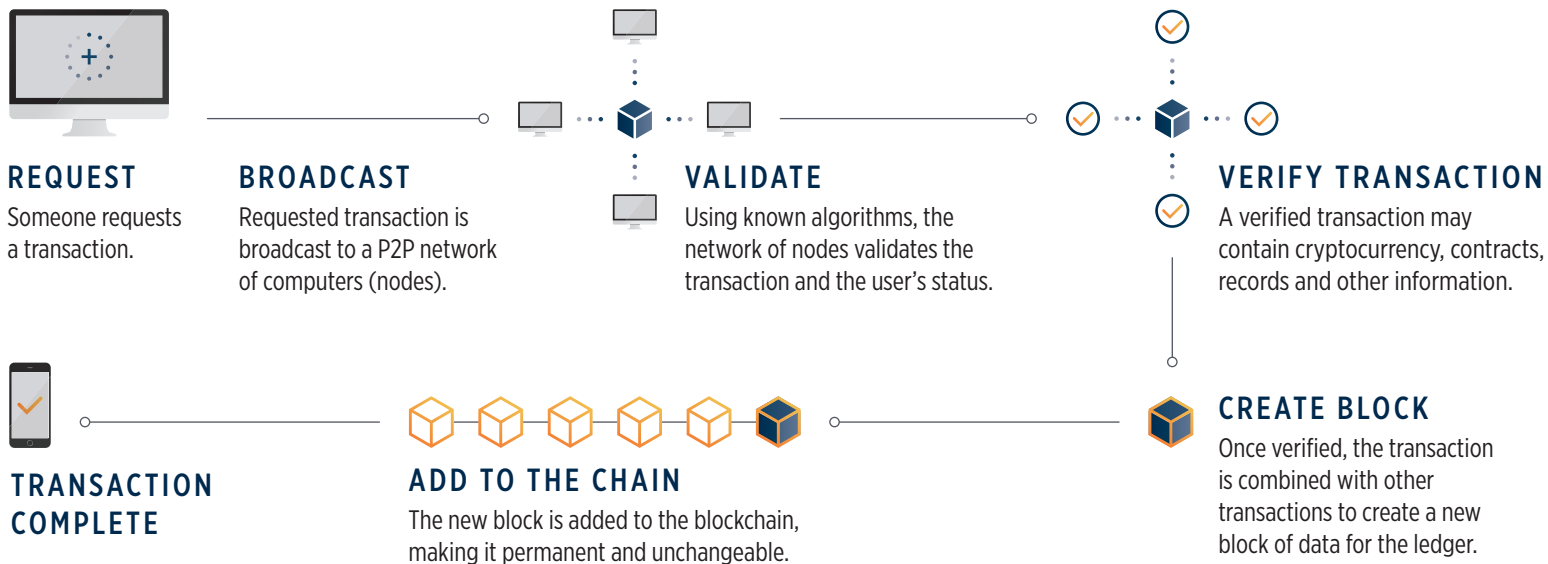 REQUEST
Someone requests
a transaction.
BROADCAST
Requested transaction is
broadcast to a P2P network
of computers (nodes).
VALIDATE
Using known algorithms, the
network of nodes validates the
transaction and the user’s status.
VERIFY TRANSACTION
A verified transaction may
contain cryptocurrency, contracts,
records and other information.
CREATE BLOCK
Once verified, the transaction
is combined with other
transactions to create a new
block of data for the ledger.
ADD TO THE CHAIN
The new block is added to the blockchain,
making it permanent and unchangeable.
TRANSACTION
COMPLETE